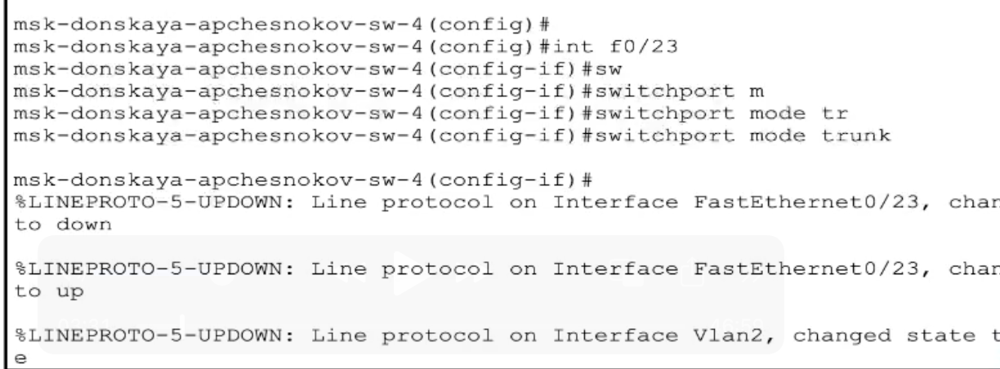 msk-donskaya-apchesnokov-sw-4(config)#
msk-donskaya-apchesnokov-sw-4(config)#int f0/23
msk-donskaya-apchesnokov-sw-4(config-if)#sw
msk-donskaya-apchesnokov-sw-4(config-if)#switchport m
msk-donskaya-apchesnokov-sw-4(config-if)#switchport mode tr
msk-donskaya-apchesnokov-sw-4(config-if)#switchport mode trunk
msk-donskaya-apchesnokov-sw-4(config-if)#
%LINEPROTO-5-UPDOWN: Line protocol on Interface FastEthernet0/23, chan
to down
%LINEPROTO-5-UPDOWN: Line protocol on Interface FastEthernet0/23, chan
to up
%LINEPROTO-5-UPDOWN: Line protocol on Interface Vlan2, changed state t
e